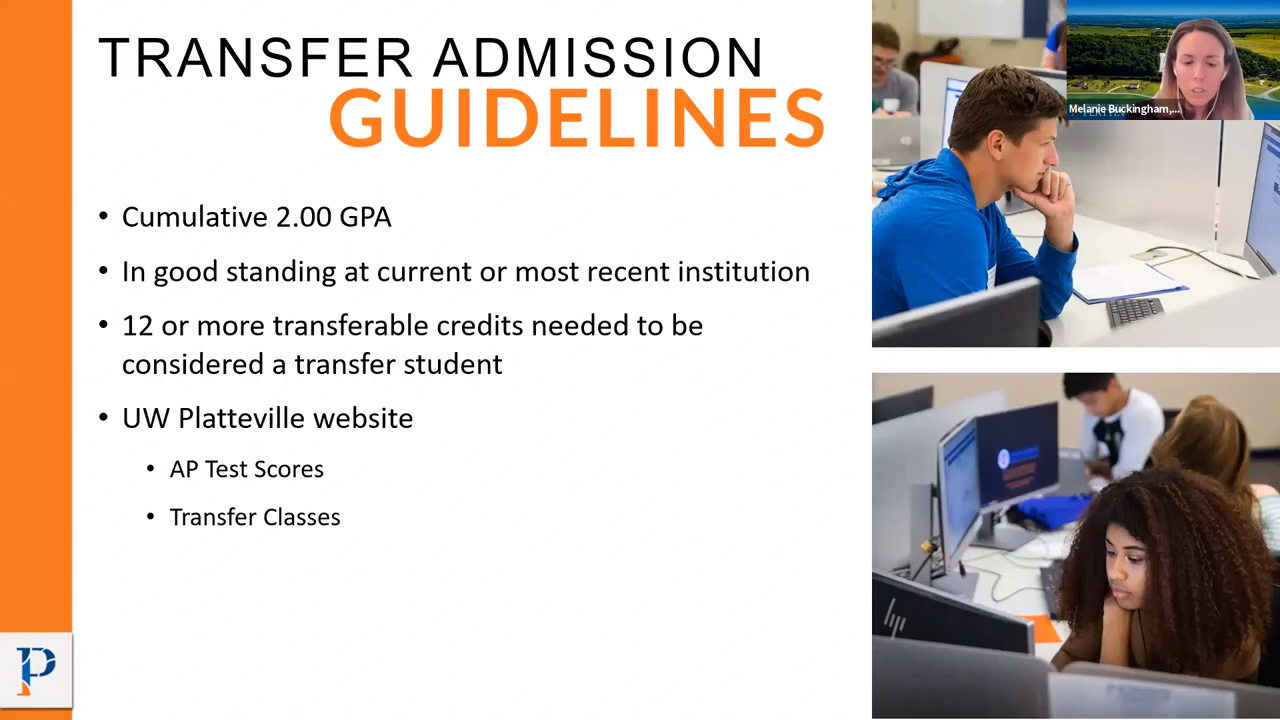 TRANSFER ADMISSION
GUIDELINES
• Cumulative 2.00 GPA
• In good standing at current or most recent institution
• 12 or more transferable credits needed to be
considered a transfer student
• UW Platteville website
• AP Test Scores
• Transfer Classes
Melanie Buckingham,...
hp
P